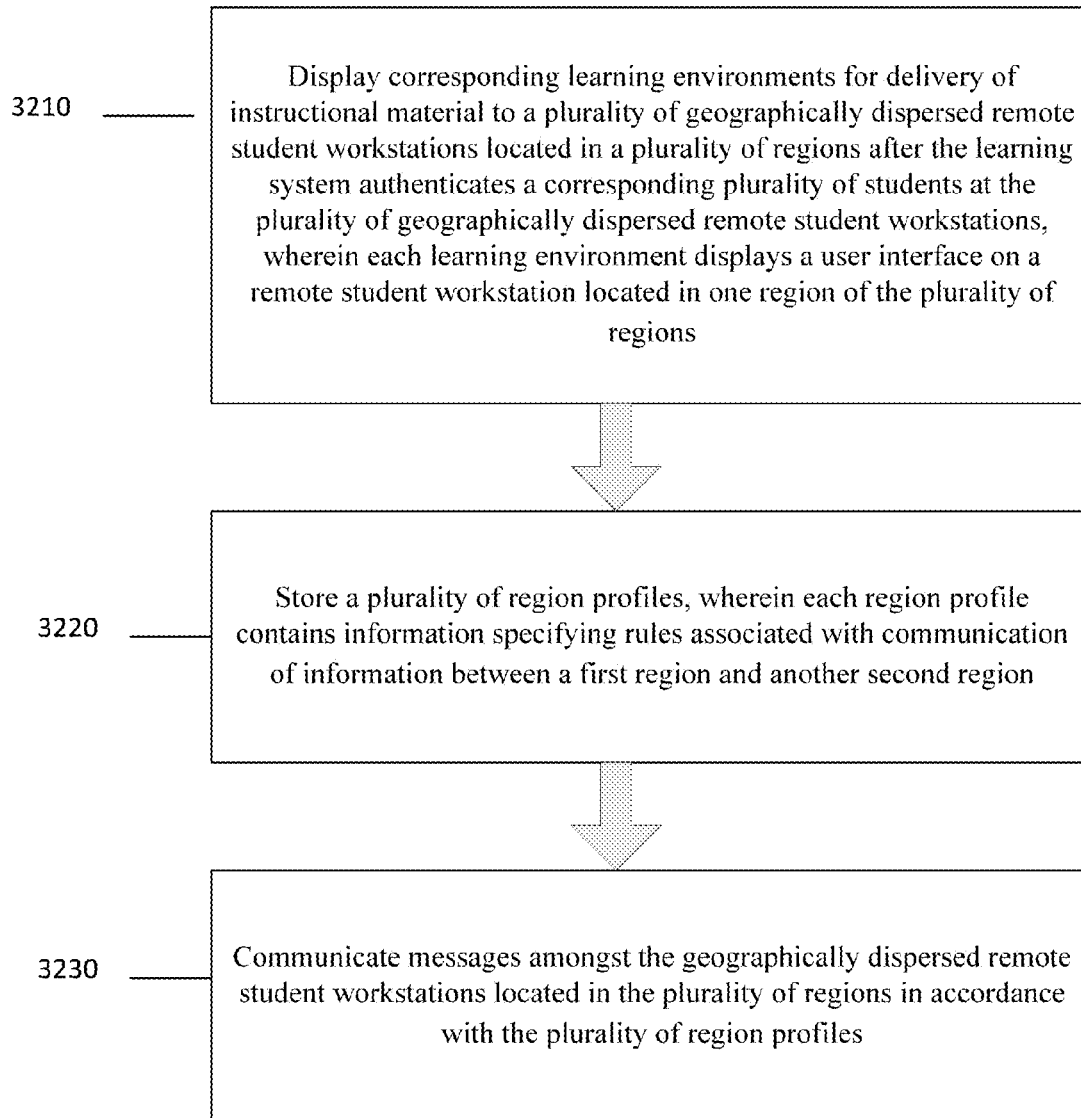 3210
Display corresponding learning environments for delivery of
instructional material to a plurality of geographically dispersed remote
student workstations located in a plurality of regions after the learning
system authenticates a corresponding plurality of students at the
plurality of geographically dispersed remote student workstations,
wherein each learning environment displays a user interface on a
remote student workstation located in one region of the plurality of
regions
3220
Store a plurality of region profiles, wherein each region profile
contains information specifying rules associated with communication
of information between a first region and another second region
3230
Communicate messages amongst the geographically dispersed remote
student workstations located in the plurality of regions in accordance
with the plurality of region profiles